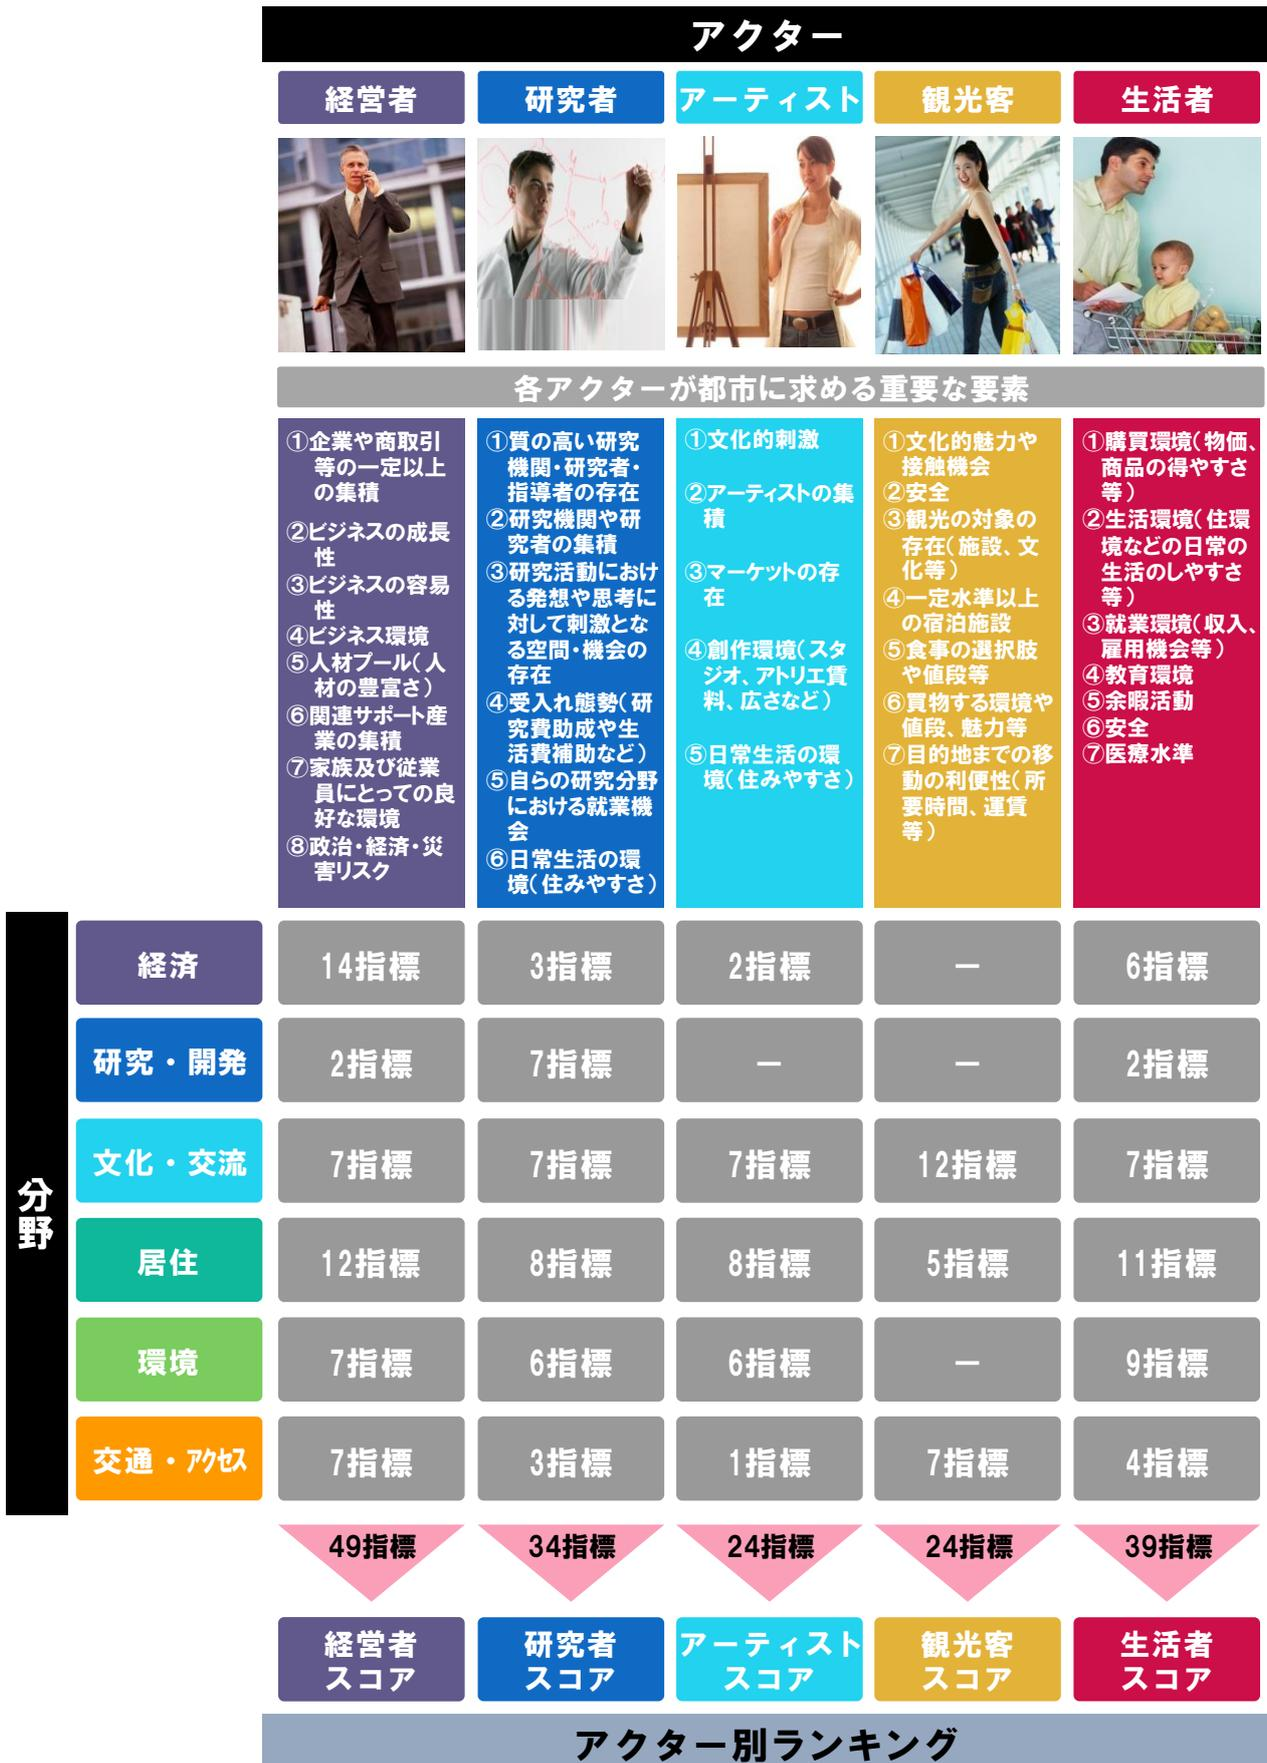 アクター
経営者 研究者 アーティスト 観光客 生活者
各アクターが都市に求める重要な要素
①企業や商取引
等の一定以上
の集積
②ビジネスの成長
性
③ビジネスの容易
性
④ビジネス環境
⑤人材プール（人
材の豊富さ）
⑥関連サポート産
業の集積
⑦家族及び従業
員にとっての良
好な環境
⑧政治・経済・災
害リスク
①質の高い研究
機関・研究者・
指導者の存在
②研究機関や研
究者の集積
③研究活動におけ
る発想や思考に
対して刺激とな
る空間・機会の
存在
④受入れ態勢（研
究費助成や生
活費補助など）
⑤自らの研究分野
における就業機
会
⑥日常生活の環
境（住みやすさ）
①文化的刺激
②アーティストの集
積
③マーケットの存
在
④創作環境（スタ
ジオ、アトリエ賃
料、広さなど）
⑤日常生活の環
境（住みやすさ）
①文化的魅力や
接触機会
②安全
③観光の対象の
存在（施設、文
化等）
④一定水準以上
の宿泊施設
⑤食事の選択肢
や値段等
⑥買物する環境や
値段、魅力等
⑦目的地までの移
動の利便性（所
要時間、運賃
等）
①購買環境（物価、
商品の得やすさ
等）
②生活環境（住環
境などの日常の
生活のしやすさ
等）
③就業環境（収入、
雇用機会等）
④教育環境
⑤余暇活動
⑥安全
⑦医療水準
分野
経済 14指標 3指標 2指標 － 6指標
研究・開発 2指標 7指標 － － 2指標
文化・交流 7指標 7指標 7指標 12指標 7指標
居住 12指標 8指標 8指標 5指標 11指標
環境 7指標 6指標 6指標 － 9指標
交通・アクセス 7指標 3指標 1指標 7指標 4指標
49指標 34指標 24指標 24指標 39指標
経営者 研究者 アーティスト 観光客 生活者
スコア スコア スコア スコア スコア
アクター別ランキング